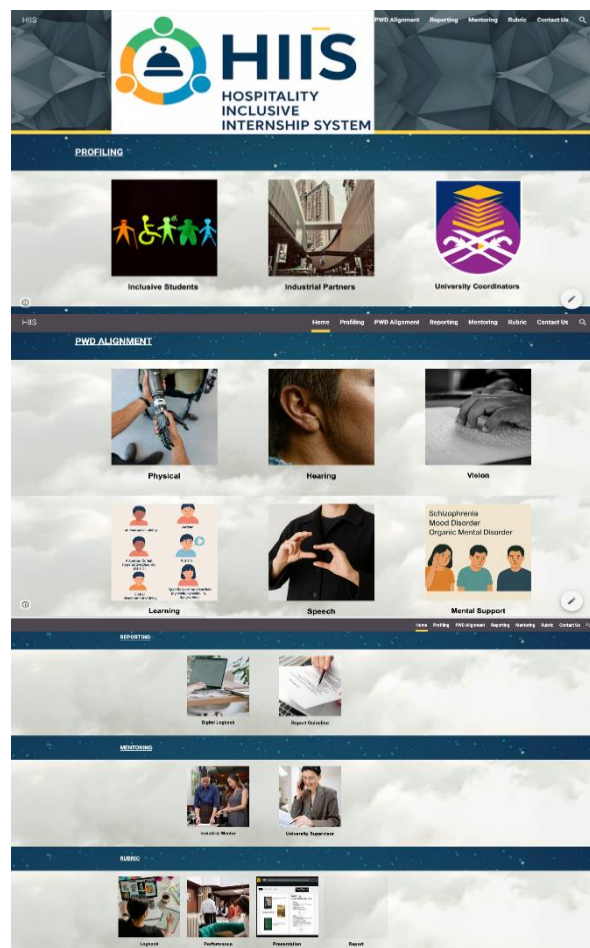 HIIS
PWD Alignment Reporting Mentoring Rubric Contact Us
HIIS
HOSPITALITY
INCLUSIVE
INTERNSHIP SYSTEM
PROFILING
Inclusive Students
Industrial Partners
University Coordinators
HIIS
Home Profiling PWD Alignment Reporting Mentoring Rubric Contact Us
PWD ALIGNMENT
Physical
Hearing
Vision
Schizophrenia
Mood Disorder
Organic Mental Disorder
Learning
Speech
Mental Support
Home Profiling PWD Alignment Reporting Mentoring Rubric Contact Us
REPORTING
Digital Logbook
Report Guideline
MENTORING
Industrial Mentor
University Supervisor
RUBRIC
Logbook
Performance
Presentation
Report